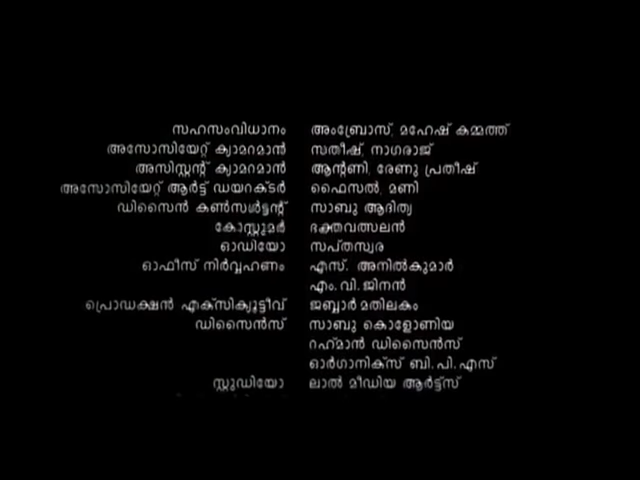 സഹസംവിധാനം അംബ്രോസ്, മഹേഷ് കമ്മത്ത്
അസോസിയേറ്റ് ക്യാമറമാൻ സതീഷ്, നാഗരാജ്
അസിസ്റ്റന്റ് ക്യാമറമാൻ ആന്റണി, രേണു പ്രതീഷ്
അസോസിയേറ്റ് ആർട്ട് ഡയറക്ടർ ഫൈസൽ, മണി
ഡിസൈൻ കൺസൾട്ടന്റ് സാബു ആദിത്യ
കോസ്റ്റ്യൂമർ ഭക്തവത്സലൻ
ഓഡിയോ സപ്തസ്വര
ഓഫീസ് നിർവ്വഹണം എസ്. അനിൽകുമാർ
എം.വി.ജിനൻ
പ്രൊഡക്ഷൻ എക്സിക്യൂട്ടീവ് ജബ്ബാർ മതിലകം
ഡിസൈൻസ് സാബു കൊളോണിയ
റഹ്മാൻ ഡിസൈൻസ്
ഓർഗാനിക്സ് ബി.പി.എസ്
സ്റ്റുഡിയോ ലാൽ മീഡിയ ആർട്ട്സ്